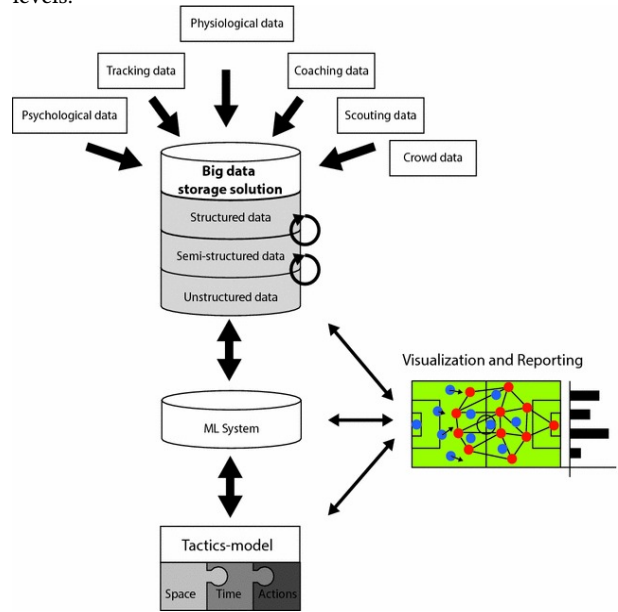 levels.
Physiological data
Tracking data
Coaching data
Psychological data
Scouting data
Crowd data
Big data
storage solution
Structured data
Semi-structured data
Unstructured data
Visualization and Reporting
ML System
Tactics-model
Space
Time
Actions